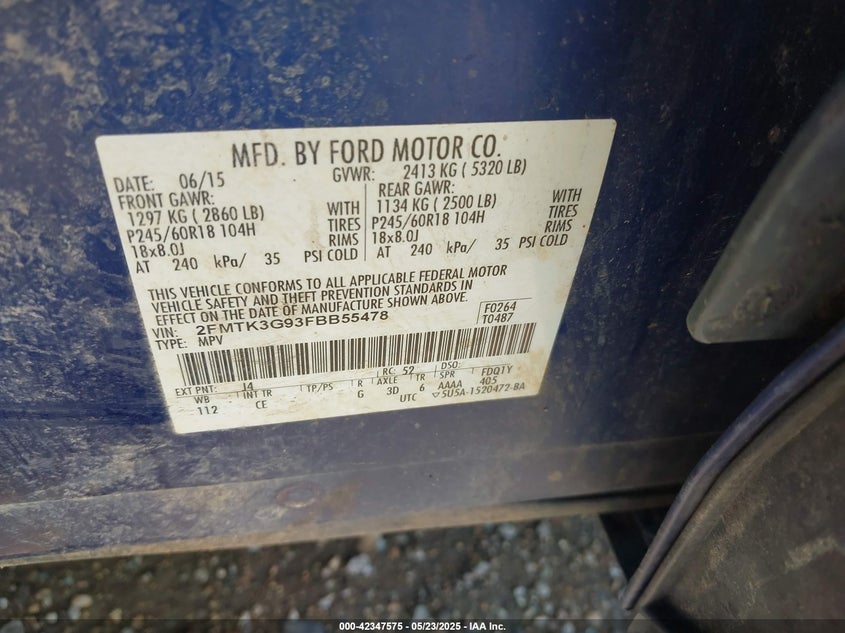 MFD. BY FORD MOTOR CO.
DATE: 06/15 GVWR: 2413 KG ( 5320 LB)
FRONT GAWR: REAR GAWR:
1297 KG ( 2860 LB) WITH 1134 KG ( 2500 LB) WITH
P245/60R18 104H TIRES P245/60R18 104H TIRES
18x8.0J RIMS 18x8.0J RIMS
AT 240 kPa/ 35 PSI COLD AT 240 kPa/ 35 PSI COLD
THIS VEHICLE CONFORMS TO ALL APPLICABLE FEDERAL MOTOR
VEHICLE SAFETY AND THEFT PREVENTION STANDARDS IN
EFFECT ON THE DATE OF MANUFACTURE SHOWN ABOVE.
VIN: 2FMTK3G93FBB55478 F0264
TYPE: MPV T0487
EXT PNT: J4 RC: 52 DSO:
WB INT TR TP/PS R AXLE TR SPR FDQTY
112 CE G 3D 6 AAAA 405
UTC ▽5U5A-1520472-BA
000-42347575 — 05/23/2025 — IAA Inc.